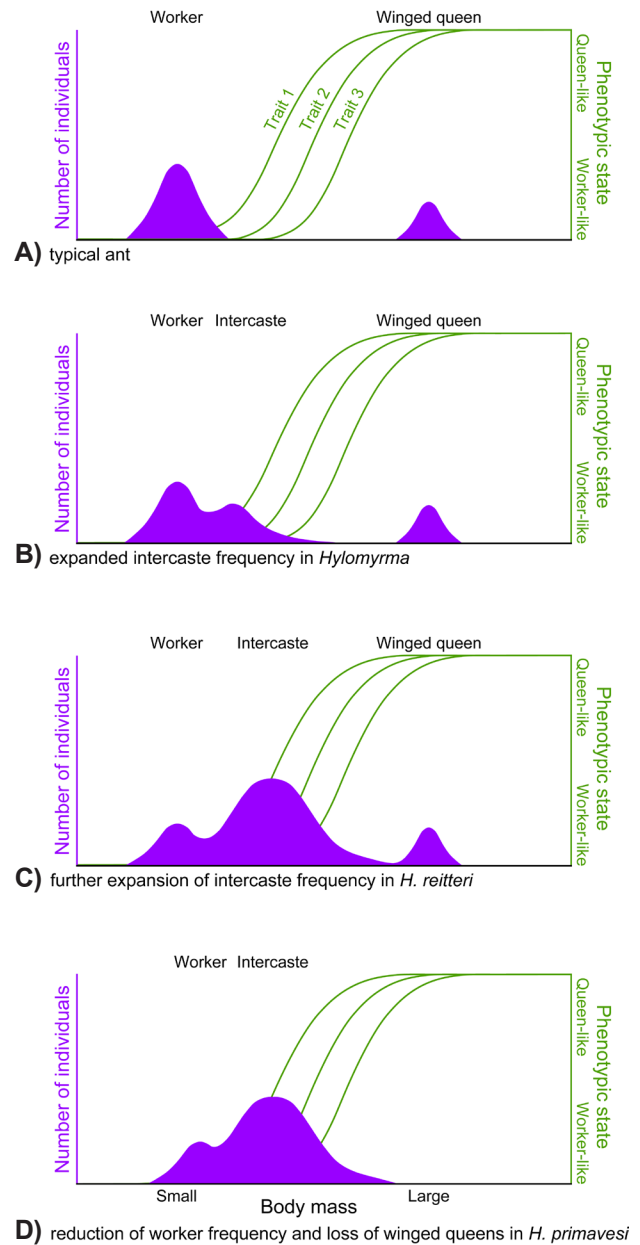 Worker Winged queen
Number of individuals
Trait 1
Trait 2
Trait 3
Queen-like
Worker-like
Phenotypic state
A) typical ant
Worker Intercaste Winged queen
Number of individuals
Queen-like
Worker-like
Phenotypic state
B) expanded intercaste frequency in Hylomyrma
Worker Intercaste Winged queen
Number of individuals
Queen-like
Worker-like
Phenotypic state
C) further expansion of intercaste frequency in H. reitteri
Worker Intercaste
Number of individuals
Queen-like
Worker-like
Phenotypic state
Small Body mass Large
D) reduction of worker frequency and loss of winged queens in H. primavesi